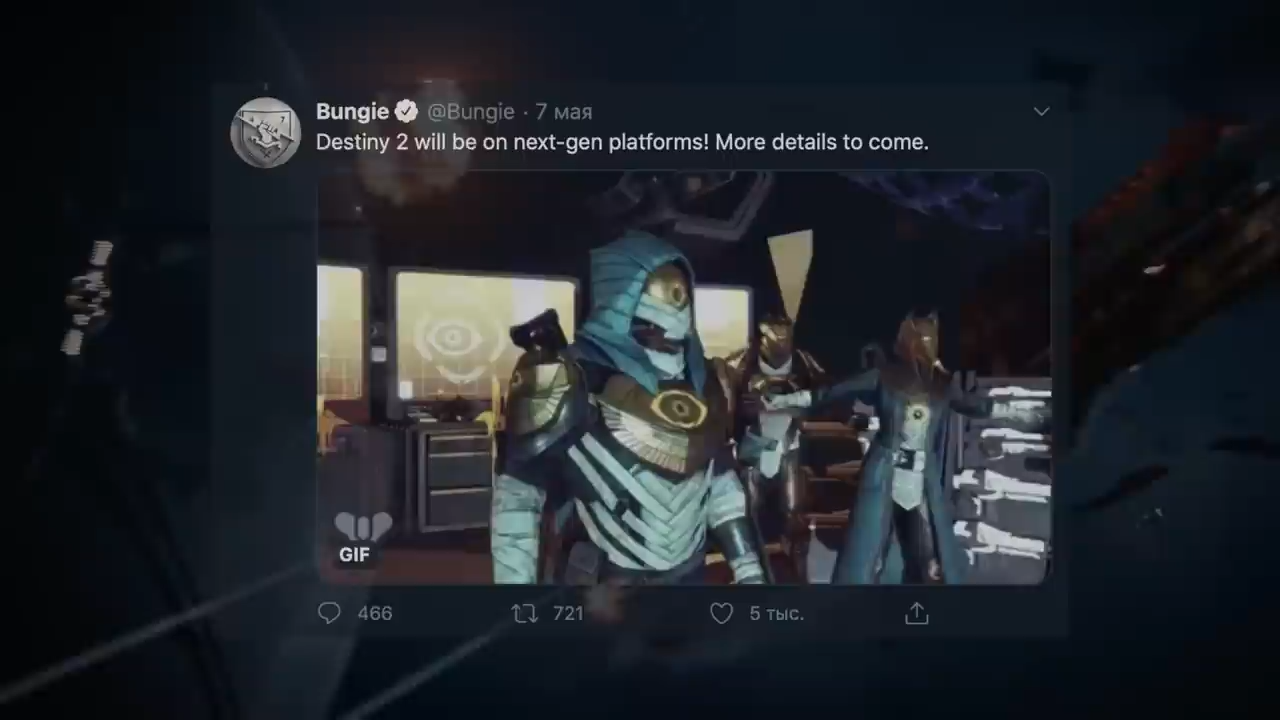 Bungie @Bungie · 7 мая
Destiny 2 will be on next-gen platforms! More details to come.
GIF
466 721 5 тыс.